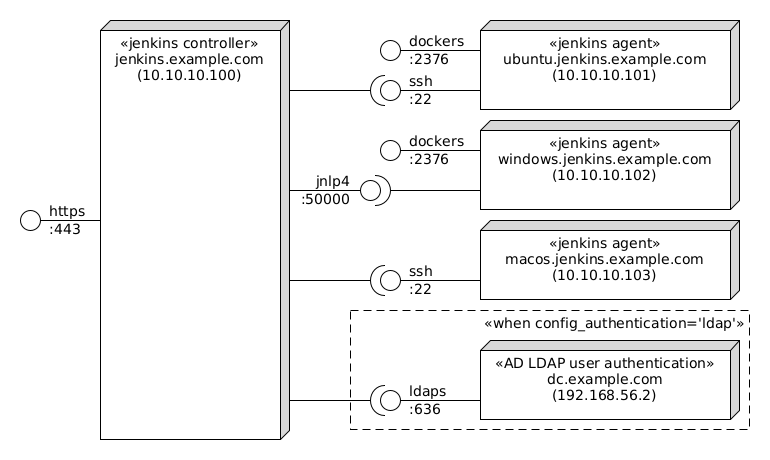 «jenkins controller»
jenkins.example.com
(10.10.10.100)
https
:443
dockers
:2376
ssh
:22
«jenkins agent»
ubuntu.jenkins.example.com
(10.10.10.101)
dockers
:2376
jnlp4
:50000
«jenkins agent»
windows.jenkins.example.com
(10.10.10.102)
ssh
:22
«jenkins agent»
macos.jenkins.example.com
(10.10.10.103)
«when config_authentication='ldap'»
ldaps
:636
«AD LDAP user authentication»
dc.example.com
(192.168.56.2)